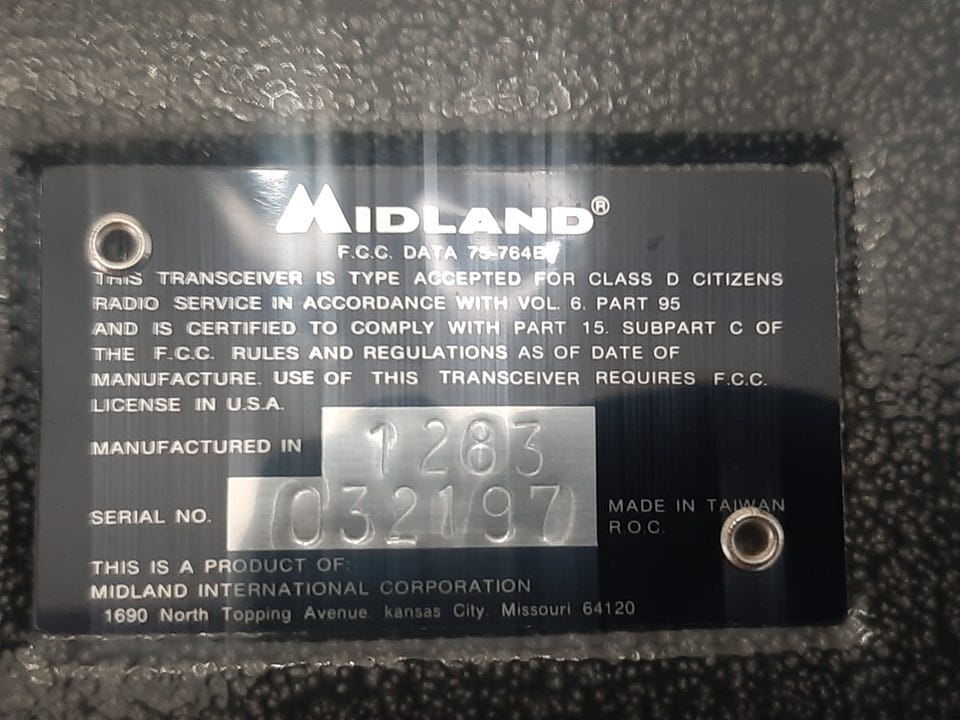 MIDLAND®
F.C.C. DATA 75-764B
THIS TRANSCEIVER IS TYPE ACCEPTED FOR CLASS D CITIZENS
RADIO SERVICE IN ACCORDANCE WITH VOL. 6. PART 95
AND IS CERTIFIED TO COMPLY WITH PART 15. SUBPART C OF
THE F.C.C. RULES AND REGULATIONS AS OF DATE OF
MANUFACTURE. USE OF THIS TRANSCEIVER REQUIRES F.C.C.
LICENSE IN U.S.A.
MANUFACTURED IN 1283
SERIAL NO. 032197
MADE IN TAIWAN
R.O.C.
THIS IS A PRODUCT OF:
MIDLAND INTERNATIONAL CORPORATION
1690 North Topping Avenue. kansas City. Missouri 64120